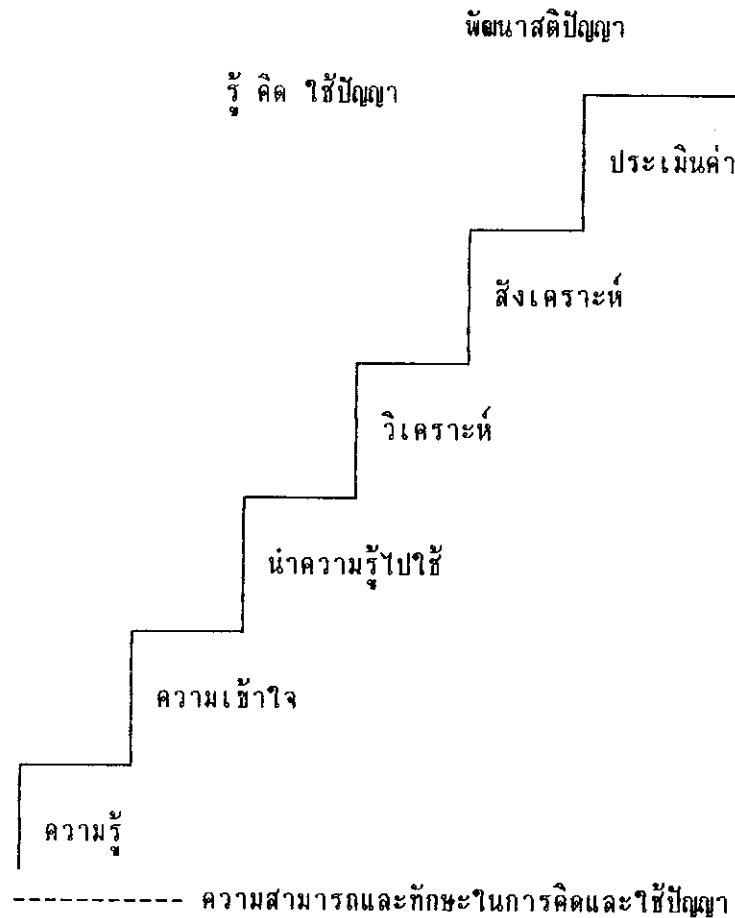 พัฒนาสติปัญญา
รู้ คิด ใช้ปัญญา
ประเมินค่า
สังเคราะห์
วิเคราะห์
นำความรู้ไปใช้
ความเข้าใจ
ความรู้
----------- ความสามารถและทักษะในการคิดและใช้ปัญญา